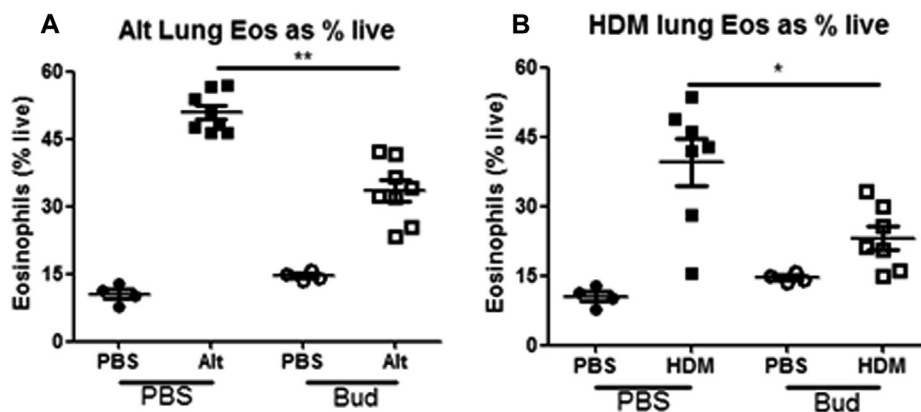 A
Alt Lung Eos as % live
**
Eosinophils (% live)
60
45
30
15
0
PBS Alt PBS Alt
PBS Bud
B
HDM lung Eos as % live
*
Eosinophils (% live)
60
45
30
15
0
PBS HDM PBS HDM
PBS Bud